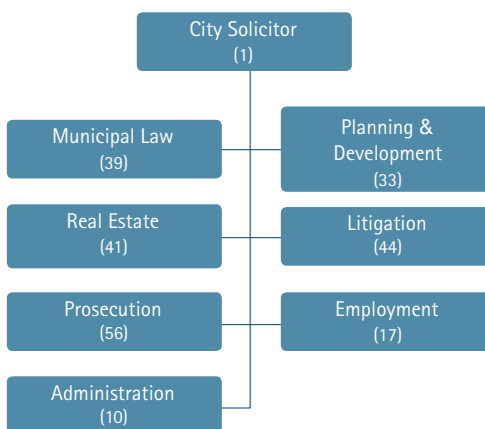 City Solicitor
(1)
Municipal Law
(39)
Planning &
Development
(33)
Real Estate
(41)
Litigation
(44)
Prosecution
(56)
Employment
(17)
Administration
(10)